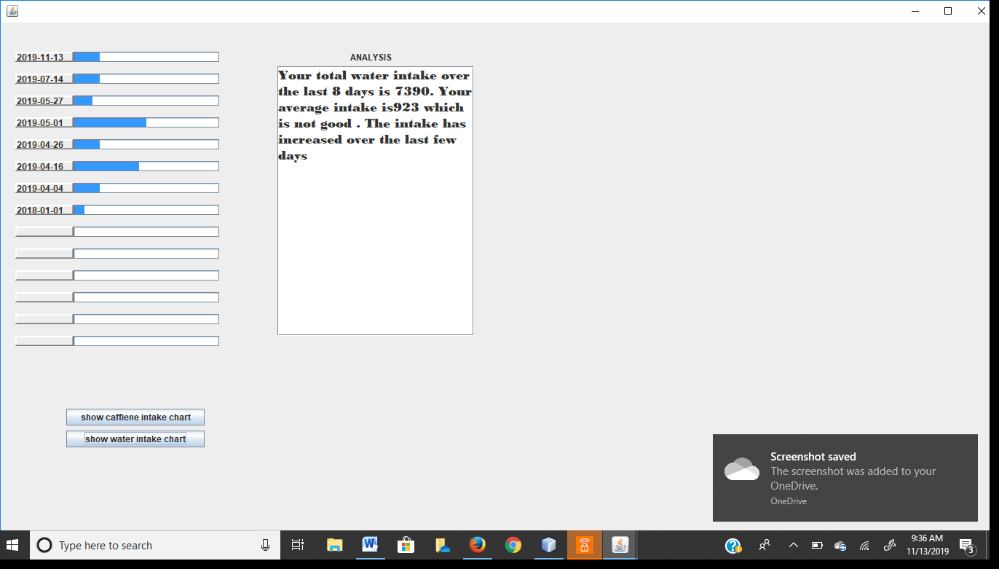 2019-11-13
2019-07-14
2019-05-27
2019-05-01
2019-04-26
2019-04-16
2019-04-04
2018-01-01
show caffiene intake chart
show water intake chart
ANALYSIS
Your total water intake over
the last 8 days is 7390. Your
average intake is923 which
is not good . The intake has
increased over the last few
days
Screenshot saved
The screenshot was added to your
OneDrive.
OneDrive
Type here to search
9:36 AM
11/13/2019
3